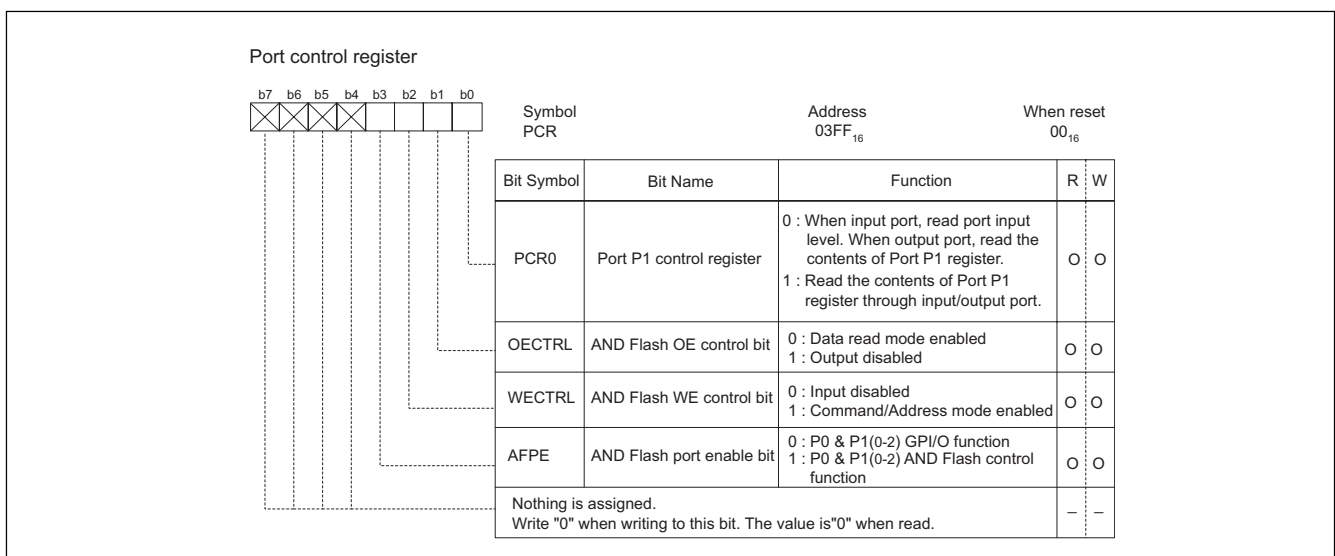 Port control register
b7 b6 b5 b4 b3 b2 b1 b0
Symbol Address When reset
PCR 03FF16 0016
Bit Symbol Bit Name Function R W
PCR0 Port P1 control register 0 : When input port, read port input
level. When output port, read the
contents of Port P1 register.
1 : Read the contents of Port P1
register through input/output port.
O O
OECTRL AND Flash OE control bit 0 : Data read mode enabled
1 : Output disabled
O O
WECTRL AND Flash WE control bit 0 : Input disabled
1 : Command/Address mode enabled
O O
AFPE AND Flash port enable bit 0 : P0 & P1(0-2) GPI/O function
1 : P0 & P1(0-2) AND Flash control
function
O O
Nothing is assigned.
Write "0" when writing to this bit. The value is"0" when read.
– –